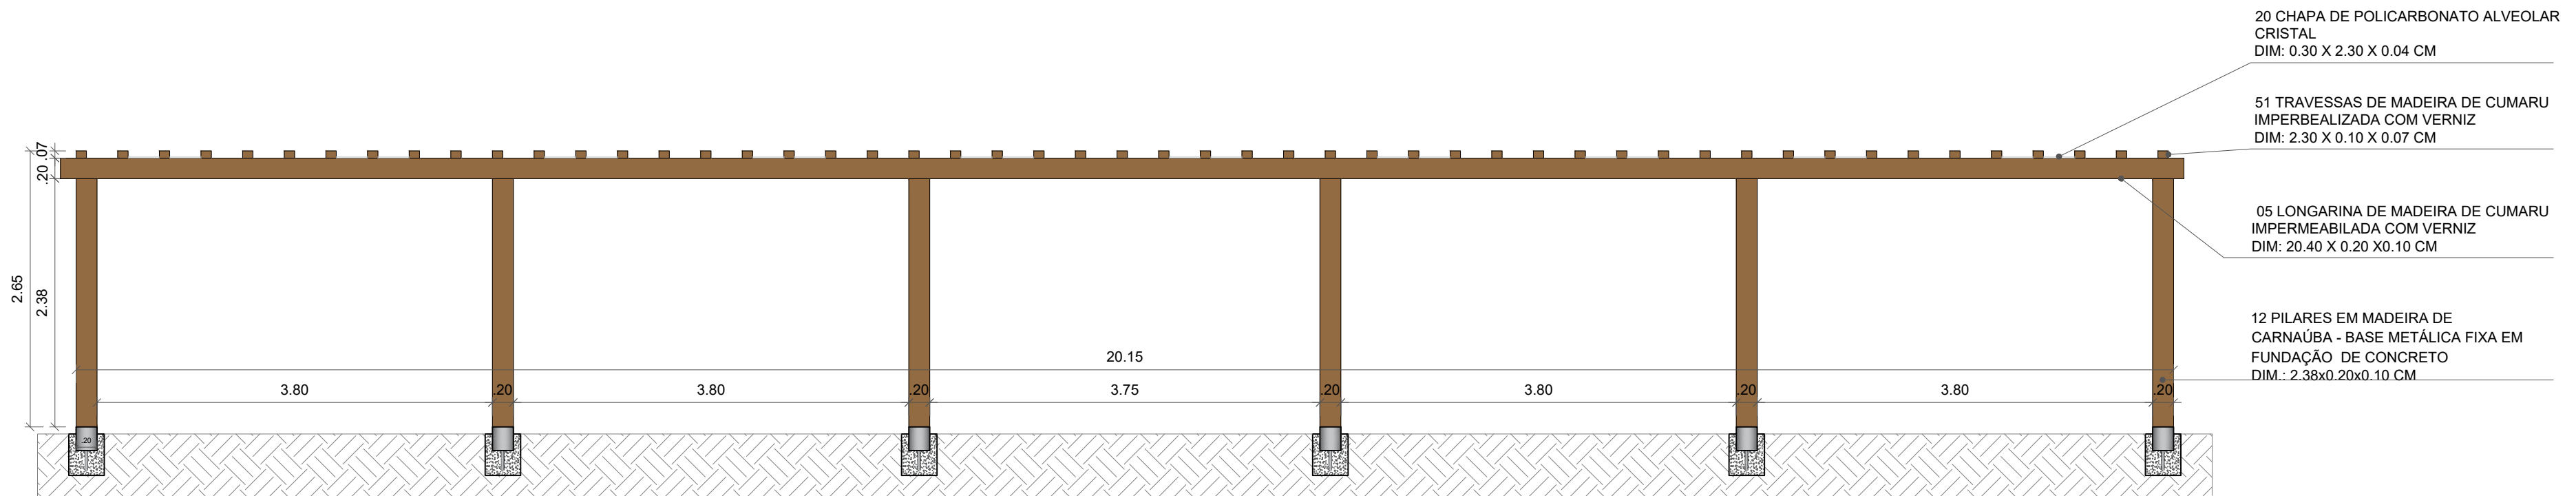 20 CHAPA DE POLICARBONATO ALVEOLAR
CRISTAL
DIM: 0.30 X 2.30 X 0.04 CM
51 TRAVESSAS DE MADEIRA DE CUMARU
IMPERBEALIZADA COM VERNIZ
DIM: 2.30 X 0.10 X 0.07 CM
05 LONGARINA DE MADEIRA DE CUMARU
IMPERMEABILADA COM VERNIZ
DIM: 20.40 X 0.20 X0.10 CM
12 PILARES EM MADEIRA DE
CARNAÚBA - BASE METÁLICA FIXA EM
FUNDAÇÃO DE CONCRETO
DIM.: 2.38x0.20x0.10 CM
.07
.20
2.65
2.38
20.15
3.80 .20 3.80 .20 3.75 .20 3.80 .20 3.80 .20
.20